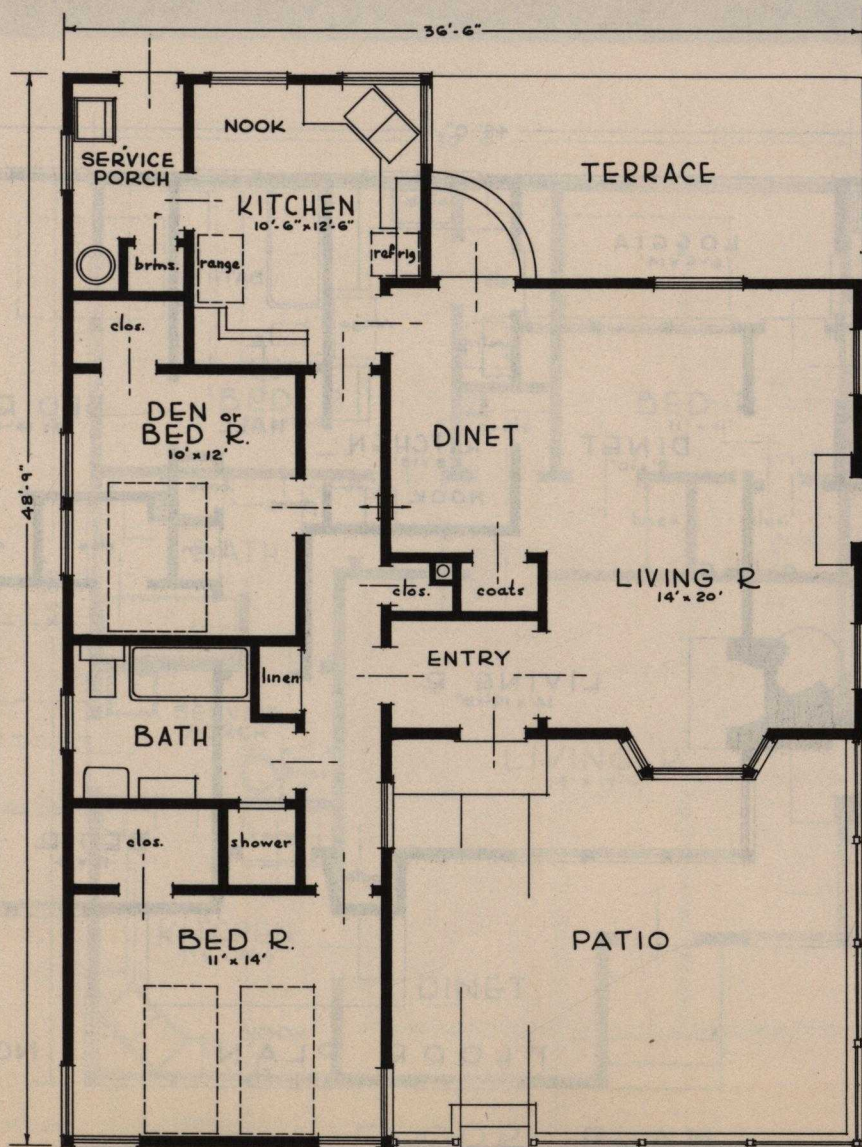 36'-6"
NOOK
SERVICE
PORCH
TERRACE
KITCHEN
10'-6" x 12'-6"
brms.
range
refrig
clos.
DEN or
BED R.
10' x 12'
DINET
48'-9"
LIVING R
14' x 20'
clos.
coats
ENTRY
linen
BATH
clos.
shower
BED R.
11' x 14'
PATIO